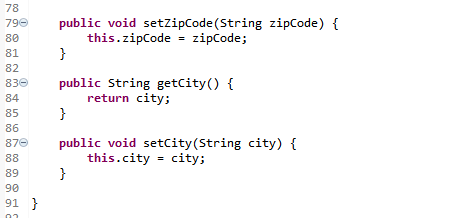 78
79 public void setZipCode(String zipCode) {
80 this.zipCode = zipCode;
81 }
82
83 public String getCity() {
84 return city;
85 }
86
87 public void setCity(String city) {
88 this.city = city;
89 }
90
91 }